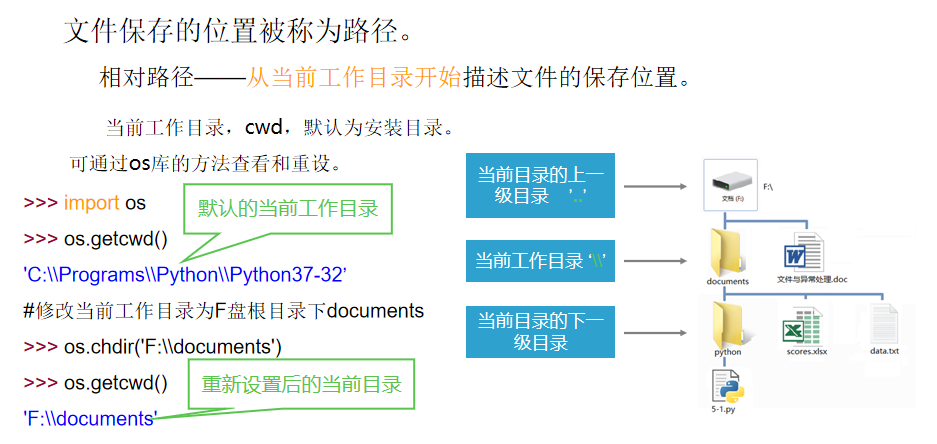 文件保存的位置被称为路径。
相对路径——从当前工作目录开始描述文件的保存位置。
当前工作目录，cwd，默认为安装目录。
可通过os库的方法查看和重设。
>>> import os
默认的当前工作目录
>>> os.getcwd()
'C:\\Programs\\Python\\Python37-32’
#修改当前工作目录为F盘根目录下documents
>>> os.chdir('F:\\documents')
>>> os.getcwd()
重新设置后的当前目录
'F:\\documents'
当前目录的上一
级目录 '..'
当前工作目录 ‘\\’
当前目录的下一
级目录
F:\
文档 (F:)
documents
文件与异常处理.doc
python
scores.xlsx
data.txt
5-1.py